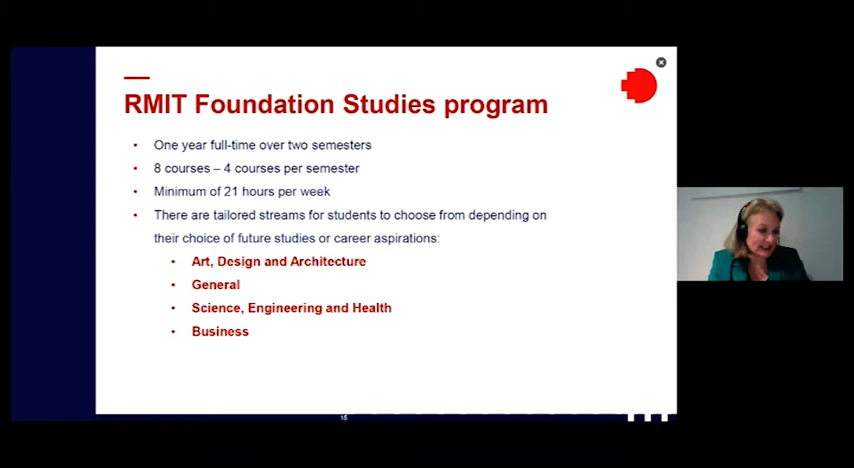 RMIT Foundation Studies program
• One year full-time over two semesters
• 8 courses – 4 courses per semester
• Minimum of 21 hours per week
• There are tailored streams for students to choose from depending on
their choice of future studies or career aspirations:
• Art, Design and Architecture
• General
• Science, Engineering and Health
• Business
15